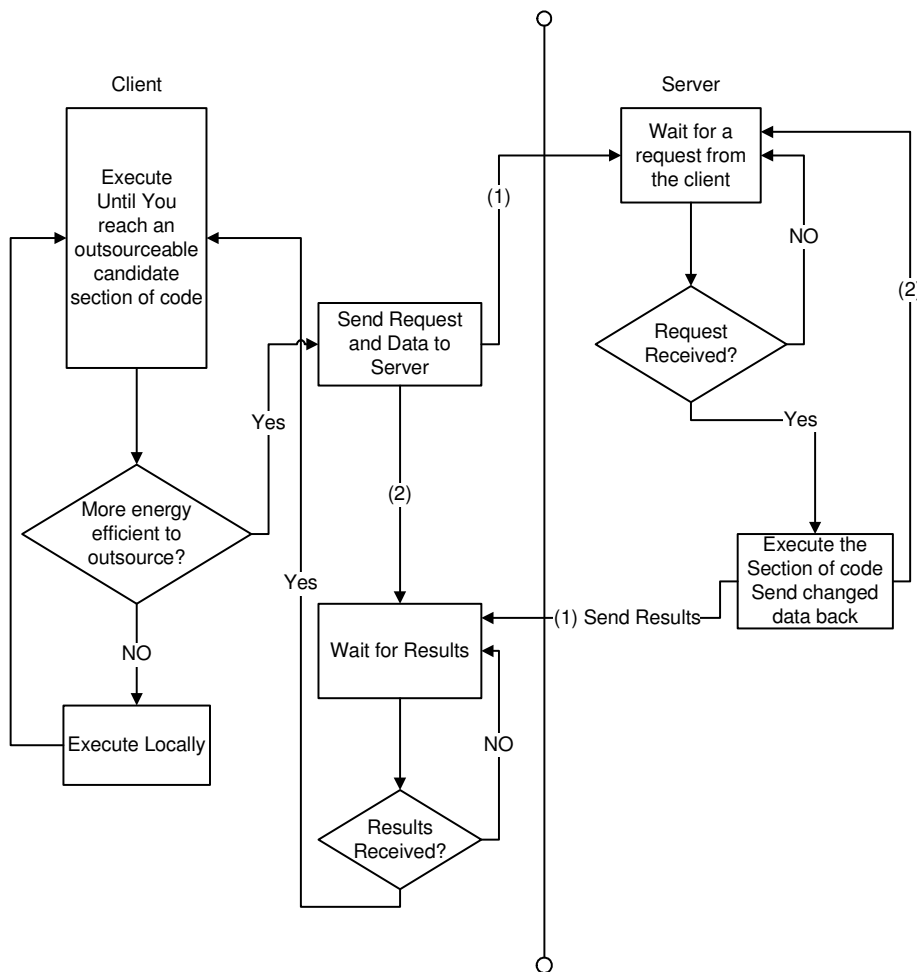 Client
Execute
Until You
reach an
outsourceable
candidate
section of code
More energy
efficient to
outsource?
Yes
NO
Execute Locally
Send Request
and Data to
Server
(1)
(2)
Yes
Wait for Results
NO
Results
Received?
Server
Wait for a
request from
the client
NO
(2)
Request
Received?
Yes
Execute the
Section of code
Send changed
data back
(1) Send Results